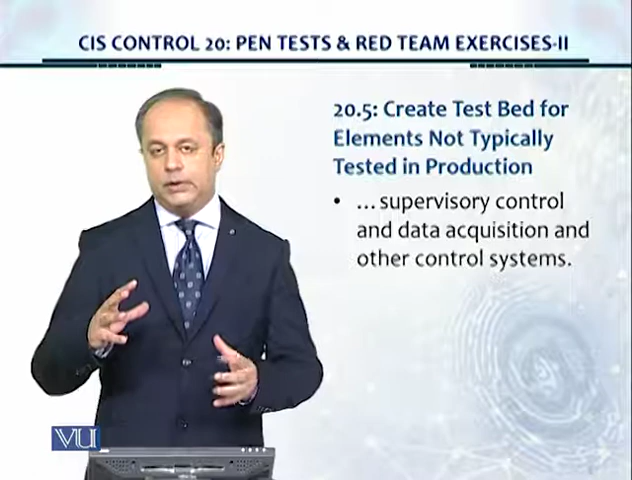 CIS CONTROL 20: PEN TESTS & RED TEAM EXERCISES-II
20.5: Create Test Bed for
Elements Not Typically
Tested in Production
• ... supervisory control
and data acquisition and
other control systems.
VU